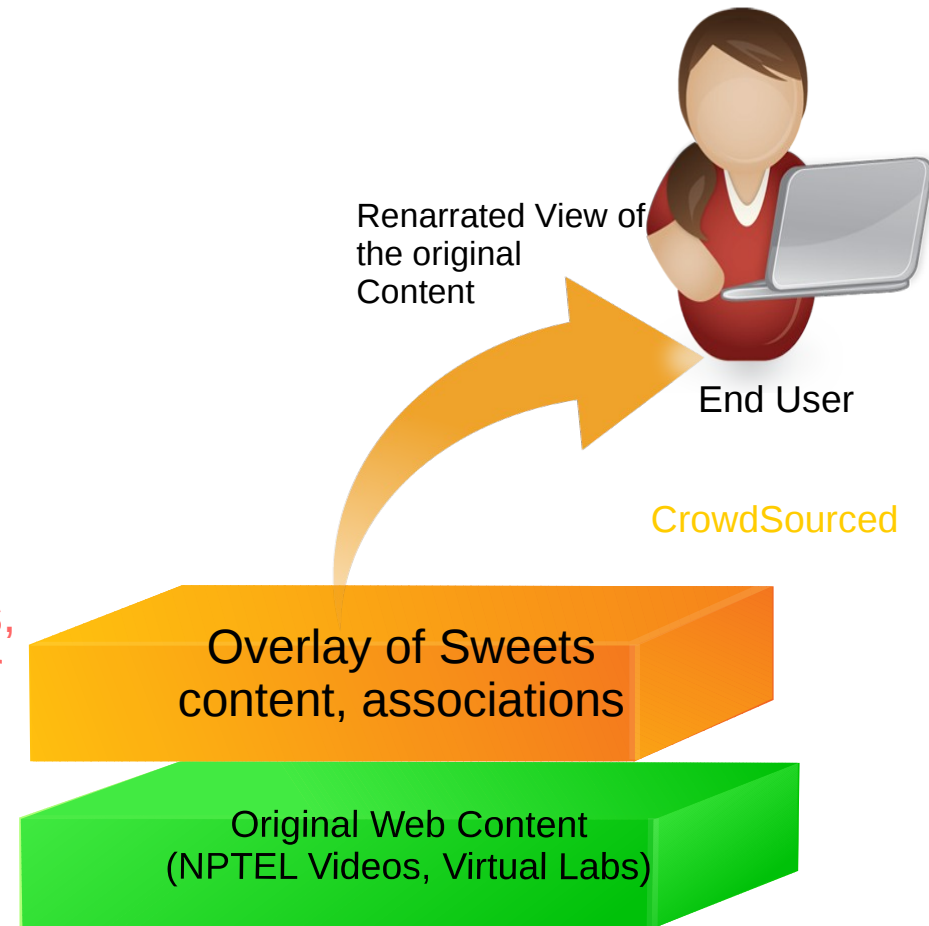 Renarrated View of
the original
Content
End User
CrowdSourced
Overlay of Sweets
content, associations
Original Web Content
(NPTEL Videos, Virtual Labs)